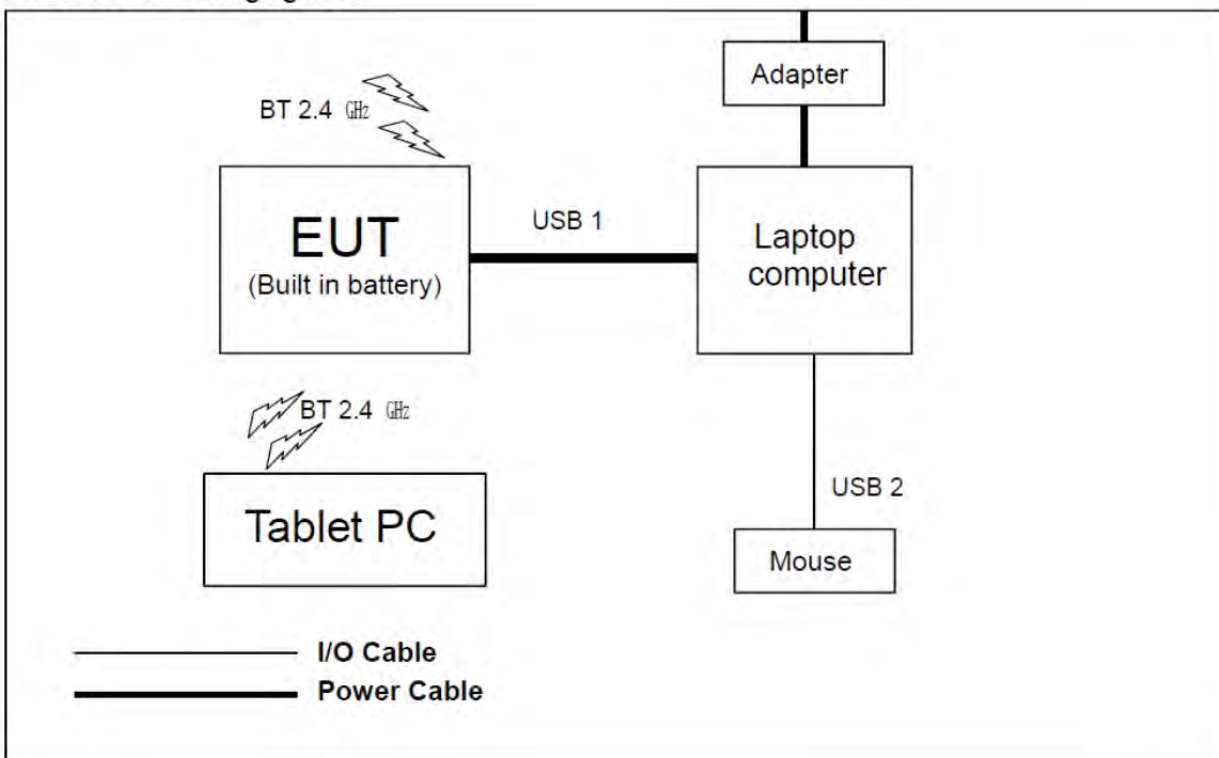 Adapter
BT 2.4 GHz
EUT
(Built in battery)
USB 1
Laptop
computer
BT 2.4 GHz
Tablet PC
USB 2
Mouse
I/O Cable
Power Cable